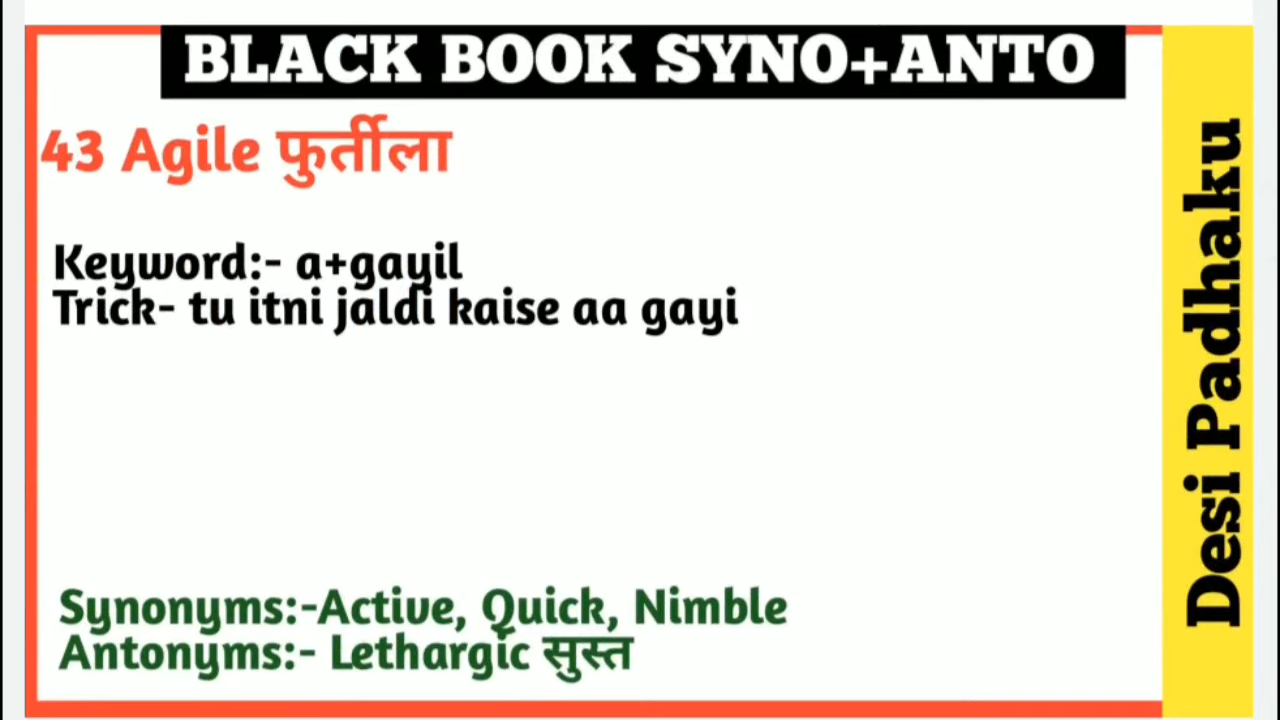 BLACK BOOK SYNO+ANTO
43 Agile फुर्तीला
Keyword:- a+gayil
Trick- tu itni jaldi kaise aa gayi
Synonyms:-Active, Quick, Nimble
Antonyms:- Lethargic सुस्त
Desi Padhaku